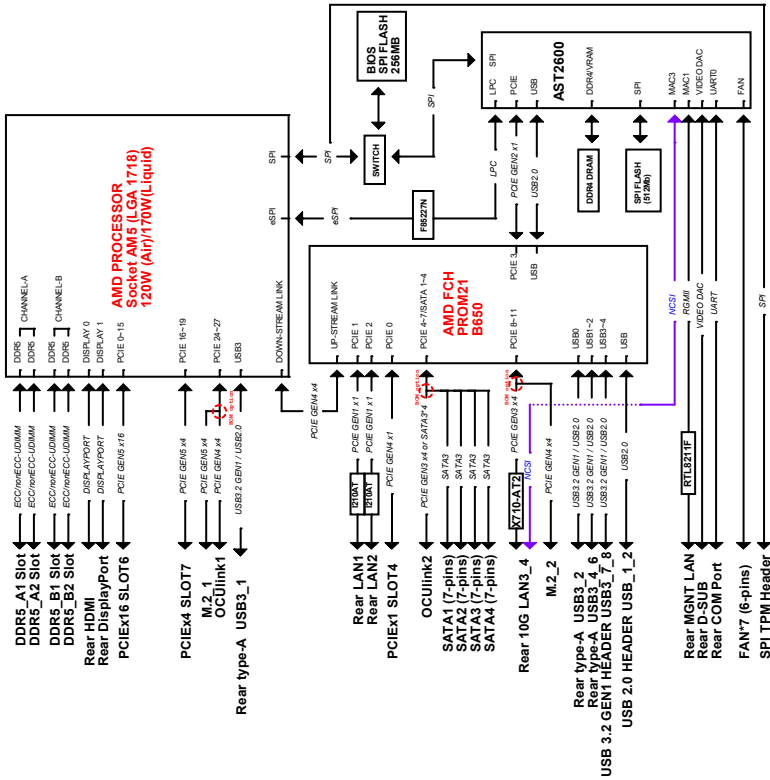 AMD PROCESSOR
Socket AM5 (LGA 1718)
120W (Air)/170W(Liquid)
DDR5
CHANNEL-A
DDR5
DDR5
CHANNEL-B
DDR5
DISPLAY 0
DISPLAY 1
PCIE 0~15
PCIE 16~19
PCIE 24~27
USB3
DOWN-STREAM LINK
SPI
eSPI
BOM option
ECC/nonECC-UDIMM
ECC/nonECC-UDIMM
ECC/nonECC-UDIMM
ECC/nonECC-UDIMM
DISPLAYPORT
DISPLAYPORT
PCIE GEN5 x16
PCIE GEN5 x4
PCIE GEN5 x4
PCIE GEN4 x4
USB3.2 GEN1 / USB2.0
PCIE GEN4 x4
DDR5_A1 Slot
DDR5_A2 Slot
DDR5_B1 Slot
DDR5_B2 Slot
Rear HDMI
Rear DisplayPort
PCIEx16 SLOT6
PCIEx4 SLOT7
M.2_1
OCUlink1
Rear type-A USB3_1
SPI
eSPI
SWITCH
BIOS
SPI FLASH
256MB
SPI
F85227N
LPC
PCIE GEN2 x1
USB2.0
AMD FCH
PROM21
B650
UP-STREAM LINK
PCIE 1
PCIE 2
PCIE 0
PCIE 4~7/SATA 1~4
PCIE 8~11
USB0
USB1~2
USB3~4
USB
PCIE 3
USB
BOM option
BOM option
PCIE GEN1 x1
PCIE GEN1 x1
PCIE GEN4 x1
PCIE GEN3 x4 or SATA3*4
SATA3
SATA3
SATA3
SATA3
PCIE GEN3 x4
NCSI
PCIE GEN4 x4
USB3.2 GEN1 / USB2.0
USB3.2 GEN1 / USB2.0
USB3.2 GEN1 / USB2.0
USB2.0
I210AT
I210AT
X710-AT2
Rear LAN1
Rear LAN2
PCIEx1 SLOT4
OCUlink2
SATA1 (7-pins)
SATA2 (7-pins)
SATA3 (7-pins)
SATA4 (7-pins)
Rear 10G LAN3_4
M.2_2
Rear type-A USB3_2
Rear type-A USB3_4_6
USB 3.2 GEN1 HEADER USB3_7_8
USB 2.0 HEADER USB_1_2
AST2600
SPI
LPC
PCIE
USB
DDR4/VRAM
SPI
MAC3
MAC1
VIDEO DAC
UART0
FAN
DDR4 DRAM
SPI FLASH
(512Mb)
NCSI
RGMII
VIDEO DAC
UART
SPI
RTL8211F
Rear MGNT LAN
Rear D-SUB
Rear COM Port
FAN*7 (6-pins)
SPI TPM Header